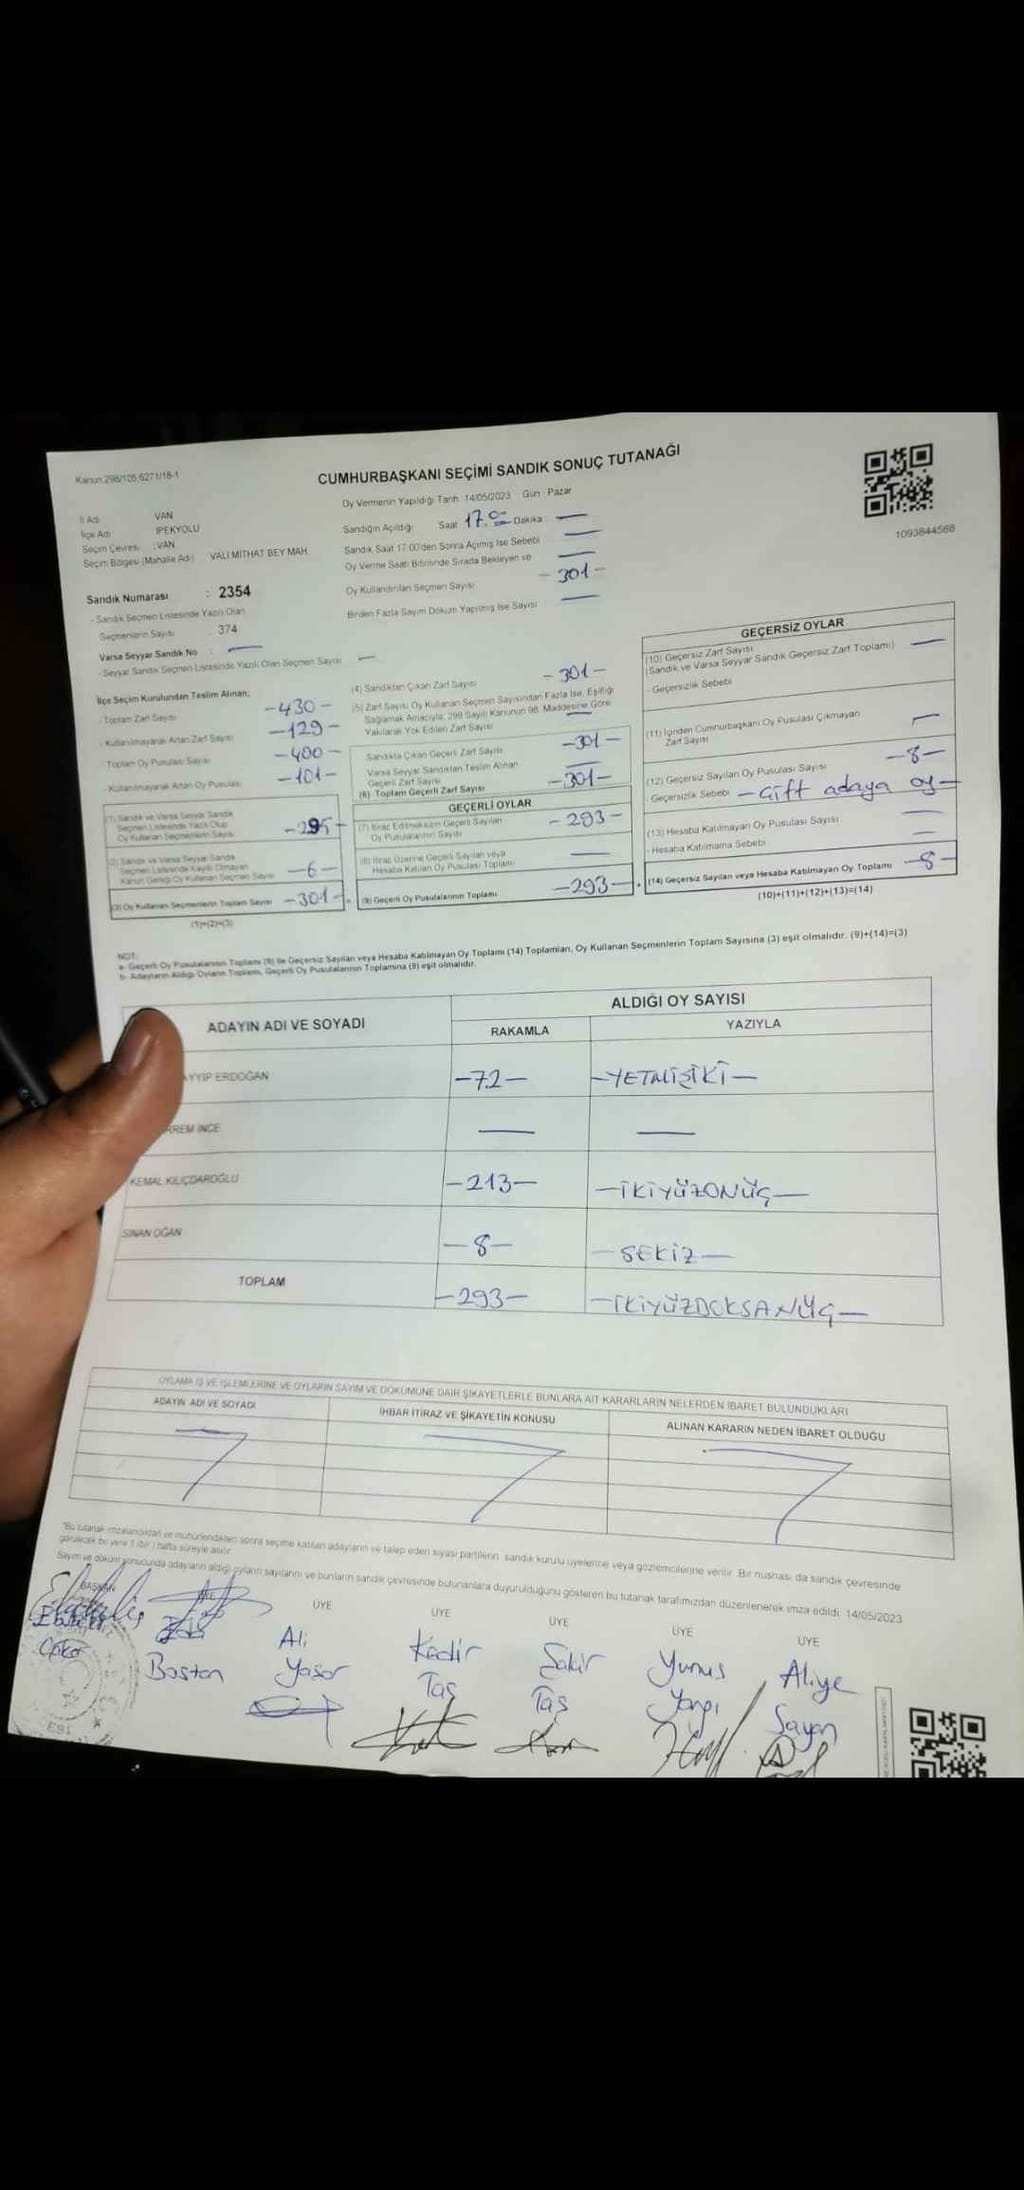 Kanun:298/105;6271/18-1
CUMHURBAŞKANI SEÇİMİ SANDIK SONUÇ TUTANAĞI
Oy Vermenin Yapıldığı Tarih 14/05/2023 Gün Pazar
1093844568
İl Adı VAN
İlçe Adı İPEKYOLU
Seçim Çevresi : VAN
Seçim Bölgesi (Mahalle Adı) VALİ MİTHAT BEY MAH.
Sandık Numarası : 2354
- Sandık Seçmen Listesinde Yazılı Olan
Seçmenlerin Sayısı : 374
Varsa Seyyar Sandık No : —
- Seyyar Sandık Seçmen Listesinde Yazılı Olan Seçmen Sayısı —
Sandığın Açıldığı Saat 17.00 Dakika —
Sandık Saat 17.00'den Sonra Açılmış İse Sebebi —
Oy Verme Saati Bitiminde Sırada Bekleyen ve —
Oy Kullandırılan Seçmen Sayısı -301-
Birden Fazla Sayım Döküm Yapılmış İse Sayısı —
İlçe Seçim Kurulundan Teslim Alınan;
- Toplam Zarf Sayısı -430-
- Kullanılmayarak Artan Zarf Sayısı -129-
- Toplam Oy Pusulası Sayısı -400-
- Kullanılmayarak Artan Oy Pusulası -101-
(1) Sandık ve Varsa Seyyar Sandık
Seçmen Listesinde Yazılı Olup
Oy Kullanan Seçmenlerin Sayısı -295-
(2) Sandık ve Varsa Seyyar Sandık
Seçmen Listesinde Kayıtlı Olmayan
Kanun Gereği Oy Kullanan Seçmen Sayısı -6-
(3) Oy Kullanan Seçmenlerin Toplam Sayısı -301-
(1)+(2)=(3)
(4) Sandıktan Çıkan Zarf Sayısı -301-
(5) Zarf Sayısı Oy Kullanan Seçmen Sayısından Fazla İse, Eşitliği
Sağlamak Amacıyla, 298 Sayılı Kanunun 98. Maddesine Göre
Yakılarak Yok Edilen Zarf Sayısı —
Sandıkta Çıkan Geçerli Zarf Sayısı -301-
Varsa Seyyar Sandıktan Teslim Alınan
Geçerli Zarf Sayısı —
(6) Toplam Geçerli Zarf Sayısı -301-
GEÇERLİ OYLAR
(7) İtiraz Edilmeksizin Geçerli Sayılan
Oy Pusulalarının Sayısı -293-
(8) İtiraz Üzerine Geçerli Sayılan veya
Hesaba Katılan Oy Pusulası Toplamı —
(9) Geçerli Oy Pusulalarının Toplamı -293-
GEÇERSİZ OYLAR
(10) Geçersiz Zarf Sayısı
(Sandık ve Varsa Seyyar Sandık Geçersiz Zarf Toplamı) —
- Geçersizlik Sebebi
(11) İçinden Cumhurbaşkanı Oy Pusulası Çıkmayan
Zarf Sayısı —
(12) Geçersiz Sayılan Oy Pusulası Sayısı -8-
- Geçersizlik Sebebi - Çift adaya oy -
(13) Hesaba Katılmayan Oy Pusulası Sayısı —
- Hesaba Katılmama Sebebi —
(14) Geçersiz Sayılan veya Hesaba Katılmayan Oy Toplamı -8-
(10)+(11)+(12)+(13)=(14)
NOT:
a- Geçerli Oy Pusulalarının Toplamı (9) ile Geçersiz Sayılan veya Hesaba Katılmayan Oy Toplamı (14) Toplamları, Oy Kullanan Seçmenlerin Toplam Sayısına (3) eşit olmalıdır. (9)+(14)=(3)
b- Adayların Aldığı Oyların Toplamı, Geçerli Oy Pusulalarının Toplamına (9) eşit olmalıdır.
ADAYIN ADI VE SOYADI ALDIĞI OY SAYISI
RAKAMLA YAZIYLA
AYYİP ERDOĞAN -72- -YETMİŞİKİ-
RREM İNCE — —
KEMAL KILIÇDAROĞLU -213- -İKİYÜZONÜÇ-
SİNAN OĞAN -8- -SEKİZ-
TOPLAM -293- -İKİYÜZDOKSANÜÇ-
OYLAMA İŞ VE İŞLEMLERİNE VE OYLARIN SAYIM VE DÖKÜMÜNE DAİR ŞİKAYETLERLE BUNLARA AİT KARARLARIN NELERDEN İBARET BULUNDUKLARI
ADAYIN ADI VE SOYADI İHBAR İTİRAZ VE ŞİKAYETİN KONUSU ALINAN KARARIN NEDEN İBARET OLDUĞU
"Bu tutanak imzalandıktan ve mühürlendikten sonra seçime katılan adayların ve talep eden siyasi partilerin sandık kurulu üyelerine veya gözlemcilerine verilir. Bir nüshası da sandık çevresinde
görülecek bir yere 1 (bir) hafta süreyle asılır.
Sayım ve döküm sonucunda adayların aldığı oyların sayılarını ve bunların sandık çevresinde bulunanlara duyurulduğunu gösteren bu tutanak tarafımızdan düzenlenerek imza edildi. 14/05/2023
BAŞKAN ÜYE ÜYE ÜYE ÜYE ÜYE
Ali Kadir Şakir Yunus Aliye
Bostan Yaşar Taş Taş Yargı Sayan